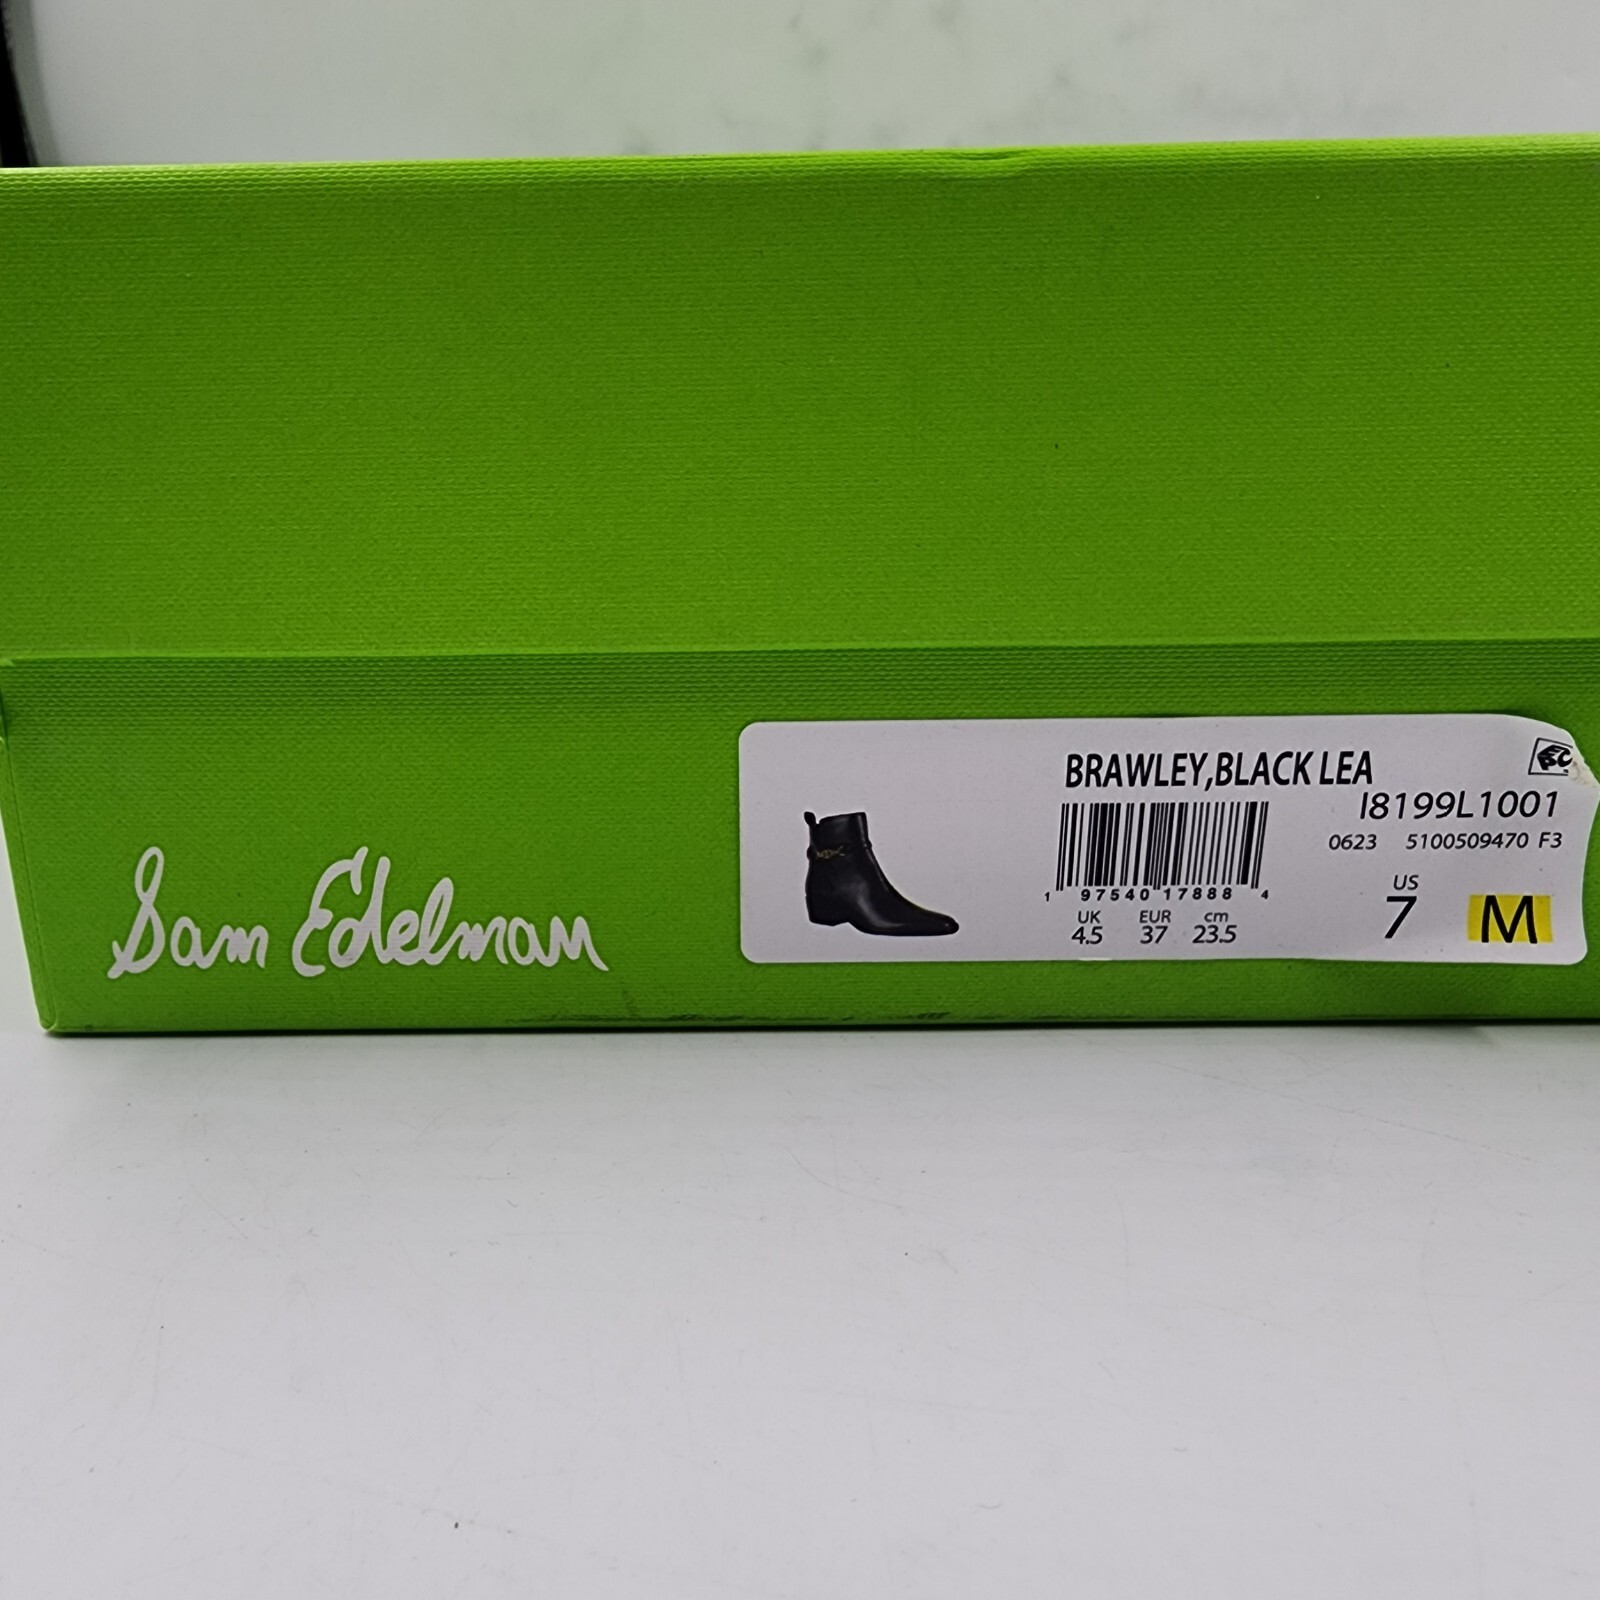 Sam Edelman
BRAWLEY,BLACK LEA
I8199L1001
0623 5100509470 F3
1 97540 17888 4
UK EUR cm
4.5 37 23.5
US
7 M